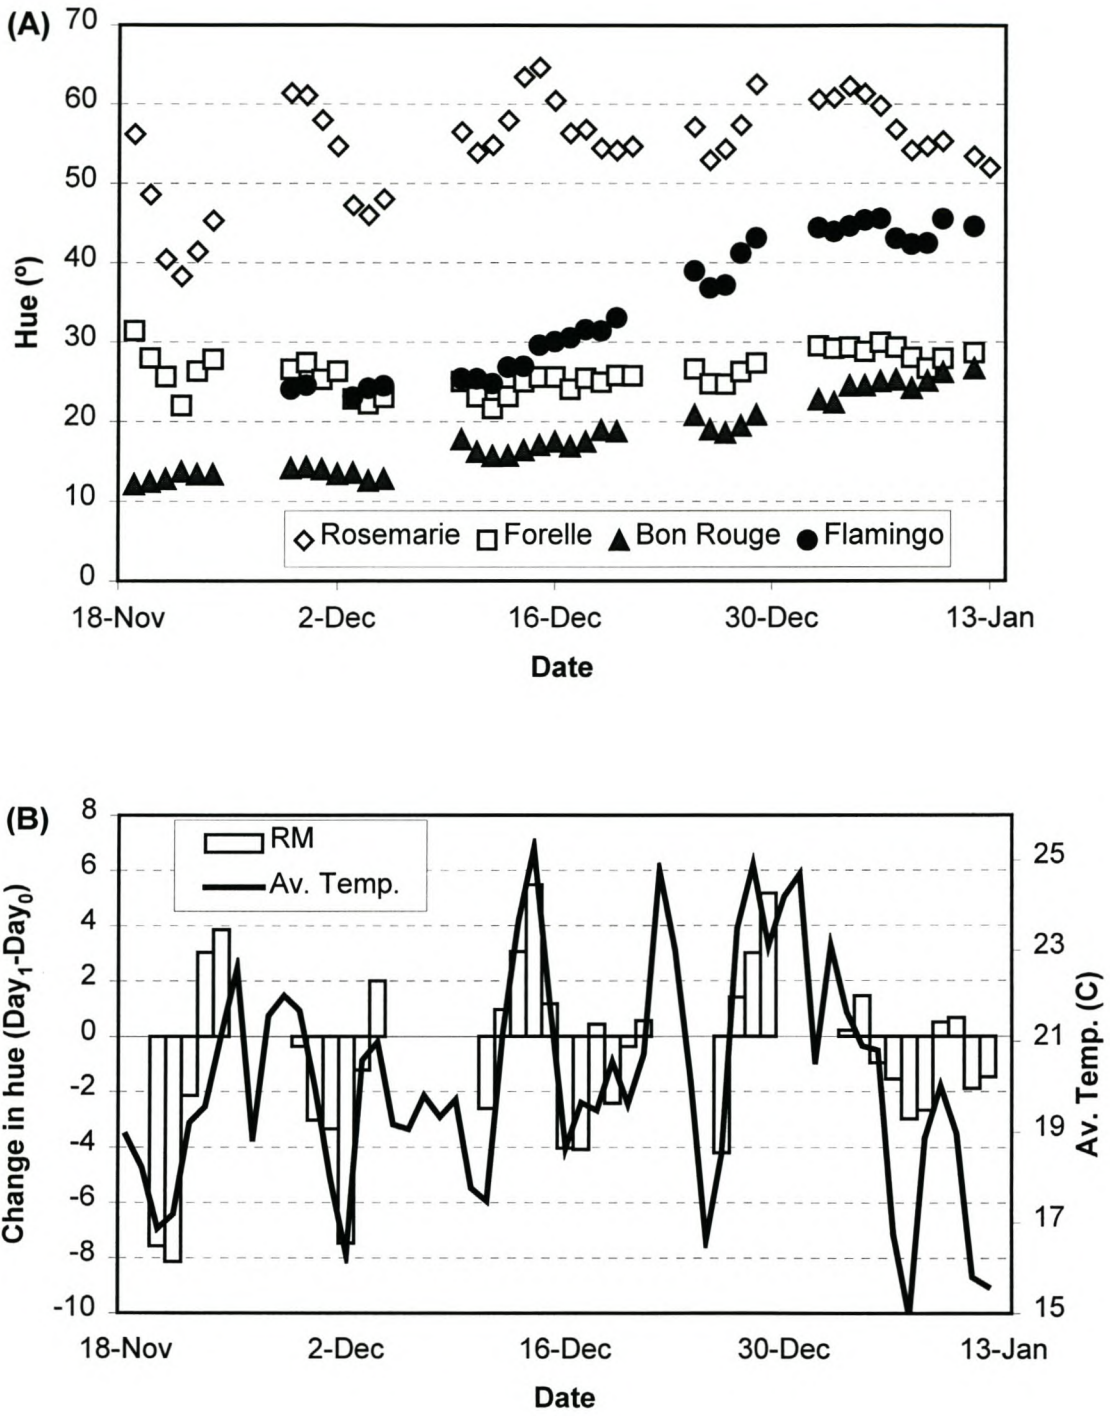 (A)
70
60
50
40
30
20
10
0
Hue (º)
Rosemarie Forelle Bon Rouge Flamingo
18-Nov 2-Dec 16-Dec 30-Dec 13-Jan
Date
(B)
8
6
4
2
0
-2
-4
-6
-8
-10
Change in hue (Day1-Day0)
RM
Av. Temp.
25
23
21
19
17
15
Av. Temp. (C)
18-Nov 2-Dec 16-Dec 30-Dec 13-Jan
Date